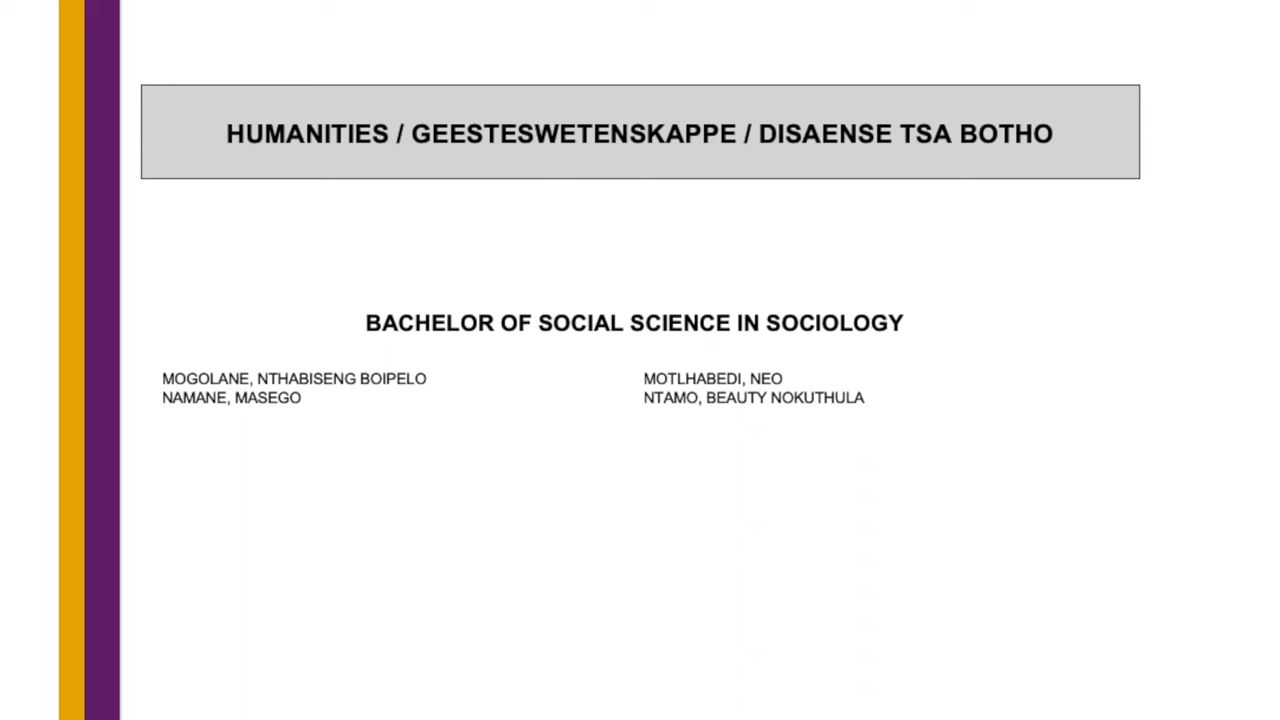 HUMANITIES / GEESTESWETENSKAPPE / DISAENSE TSA BOTHO
BACHELOR OF SOCIAL SCIENCE IN SOCIOLOGY
MOGOLANE, NTHABISENG BOIPELO
NAMANE, MASEGO
MOTLHABEDI, NEO
NTAMO, BEAUTY NOKUTHULA